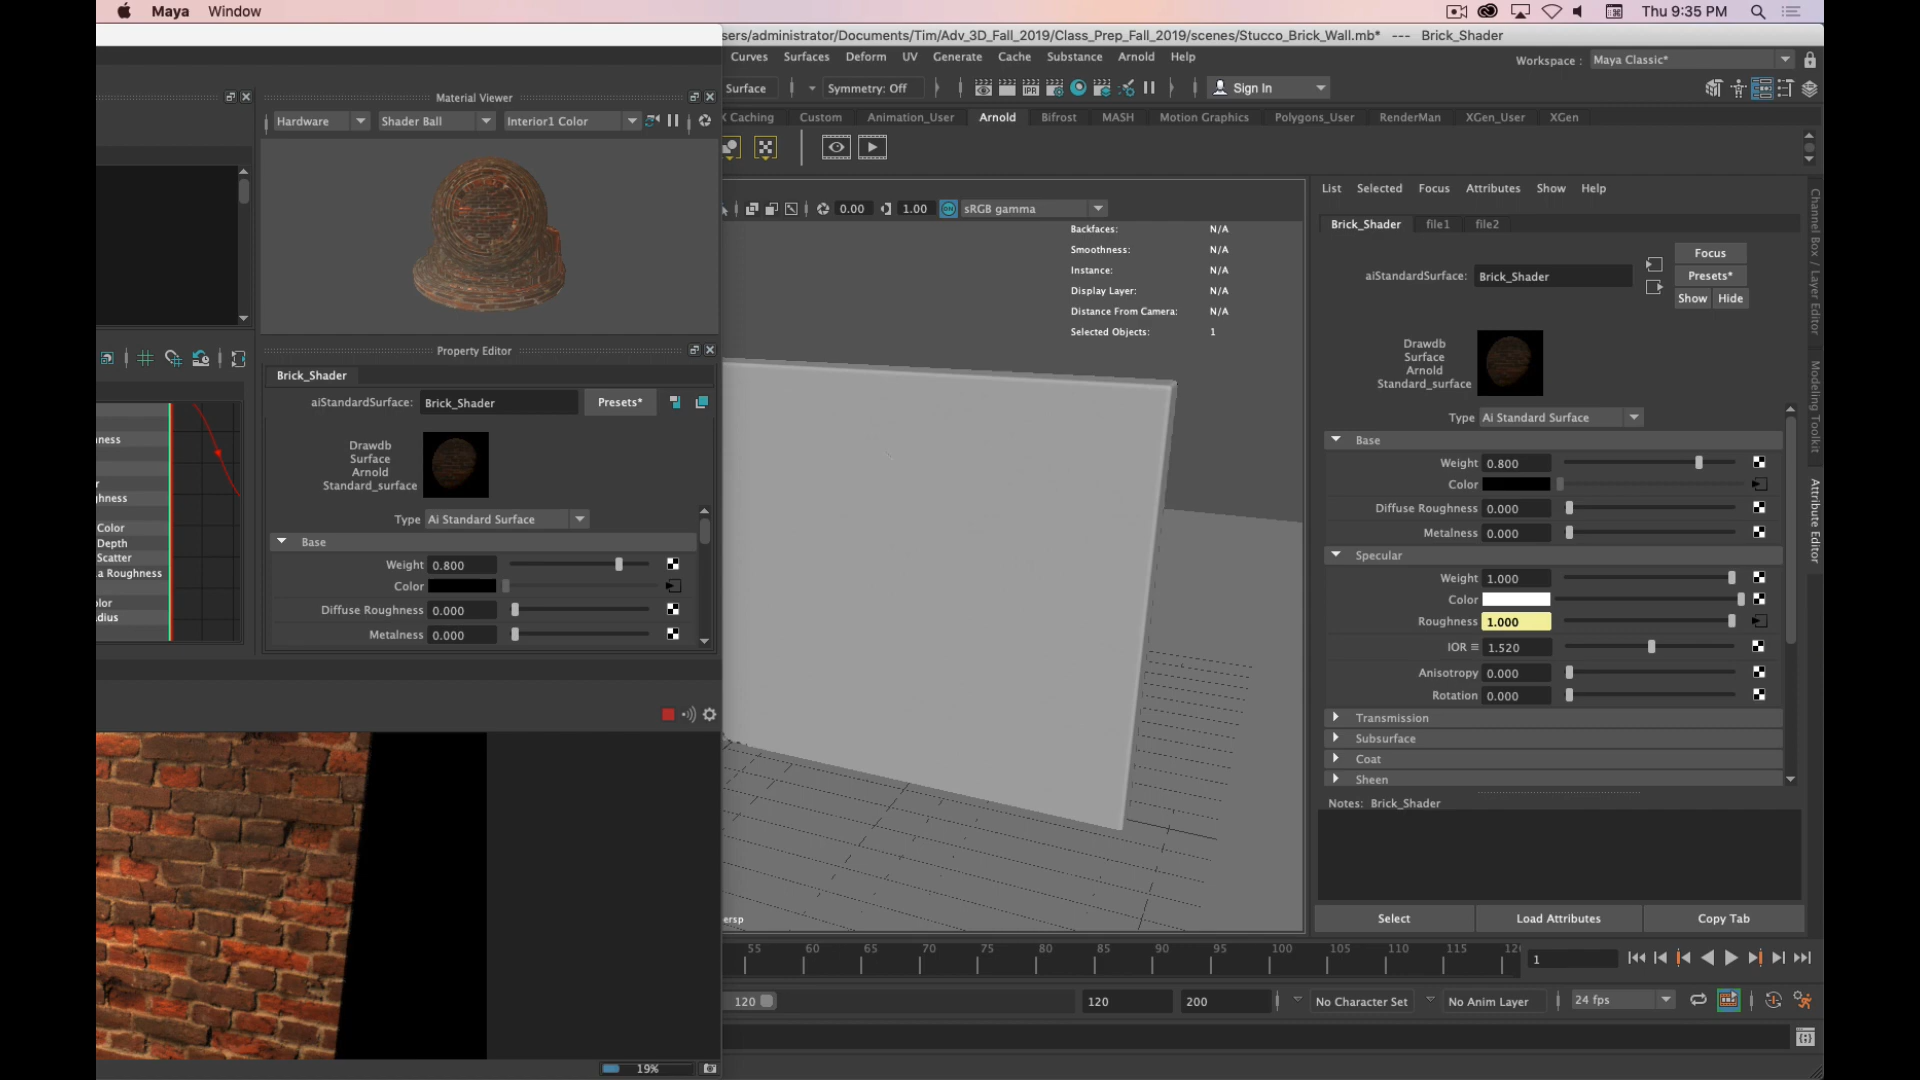 Maya Window Thu 9:35 PM
sers/administrator/Documents/Tim/Adv_3D_Fall_2019/Class_Prep_Fall_2019/scenes/Stucco_Brick_Wall.mb* --- Brick_Shader
Curves Surfaces Deform UV Generate Cache Substance Arnold Help
Workspace : Maya Classic*
Surface Symmetry: Off IPR Sign In
Caching Custom Animation_User Arnold Bifrost MASH Motion Graphics Polygons_User RenderMan XGen_User XGen
Material Viewer
Hardware Shader Ball Interior1 Color
0.00 1.00 sRGB gamma
Backfaces: N/A
Smoothness: N/A
Instance: N/A
Display Layer: N/A
Distance From Camera: N/A
Selected Objects: 1
persp
Property Editor
Brick_Shader
aiStandardSurface: Brick_Shader Presets*
Drawdb
Surface
Arnold
Standard_surface
Type Ai Standard Surface
Base
Weight 0.800
Color
Diffuse Roughness 0.000
Metalness 0.000
ness
r
hness
Color
Depth
Scatter
a Roughness
lor
dius
19%
List Selected Focus Attributes Show Help
Brick_Shader file1 file2
Focus
aiStandardSurface: Brick_Shader Presets*
Show Hide
Drawdb
Surface
Arnold
Standard_surface
Type Ai Standard Surface
Base
Weight 0.800
Color
Diffuse Roughness 0.000
Metalness 0.000
Specular
Weight 1.000
Color
Roughness 1.000
IOR 1.520
Anisotropy 0.000
Rotation 0.000
Transmission
Subsurface
Coat
Sheen
Notes: Brick_Shader
Select Load Attributes Copy Tab
Channel Box / Layer Editor
Modeling Toolkit
Attribute Editor
55 60 65 70 75 80 85 90 95 100 105 110 115 12
1
120 120 200 No Character Set No Anim Layer 24 fps